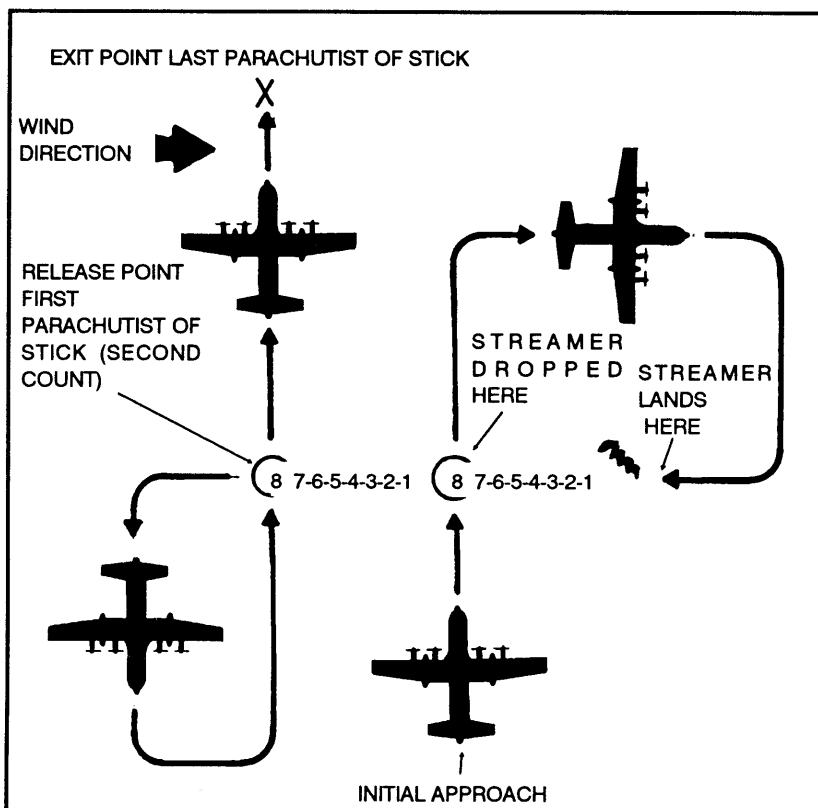 EXIT POINT LAST PARACHUTIST OF STICK
X
WIND
DIRECTION
RELEASE POINT
FIRST
PARACHUTIST OF
STICK (SECOND
COUNT)
STREAMER
DROPPED
HERE
STREAMER
LANDS
HERE
8 7-6-5-4-3-2-1
8 7-6-5-4-3-2-1
INITIAL APPROACH